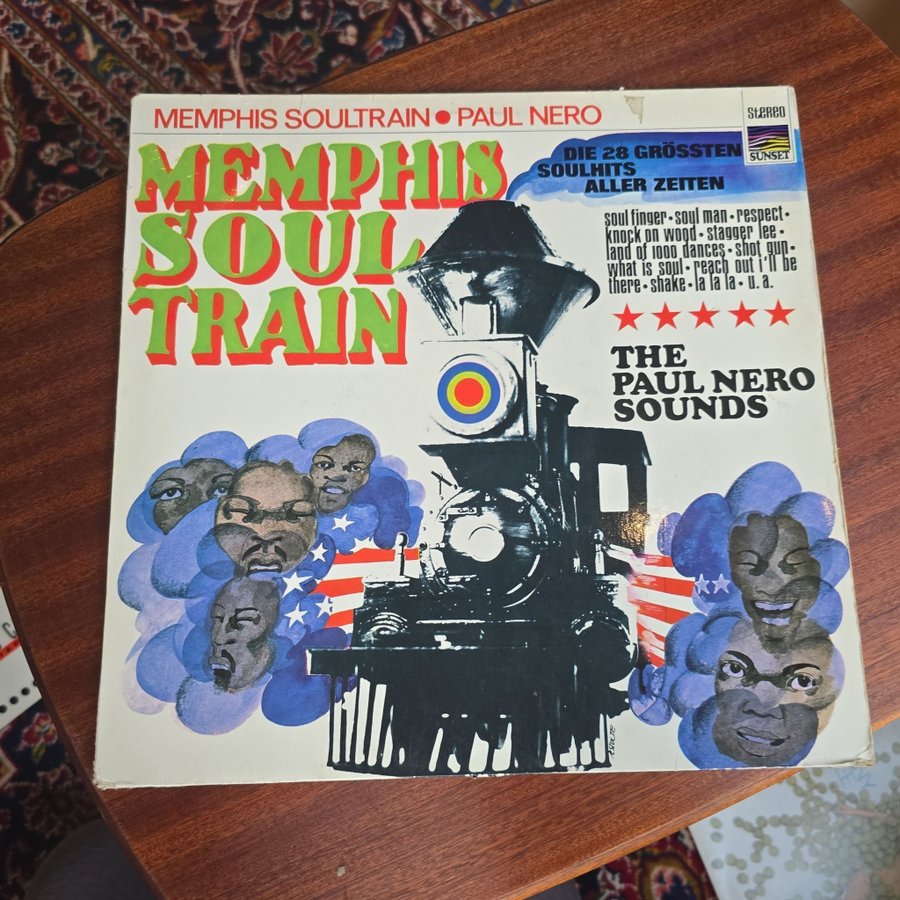 MEMPHIS SOULTRAIN ● PAUL NERO
stereo
SUNSET
MEMPHIS
SOUL
TRAIN
DIE 28 GRÖSSTEN
SOULHITS
ALLER ZEITEN
soul finger • soul man • respect •
knock on wood • stagger lee •
land of 1000 dances • shot gun •
what is soul • reach out i'll be
there • shake • la la la • u. a.
THE
PAUL NERO
SOUNDS